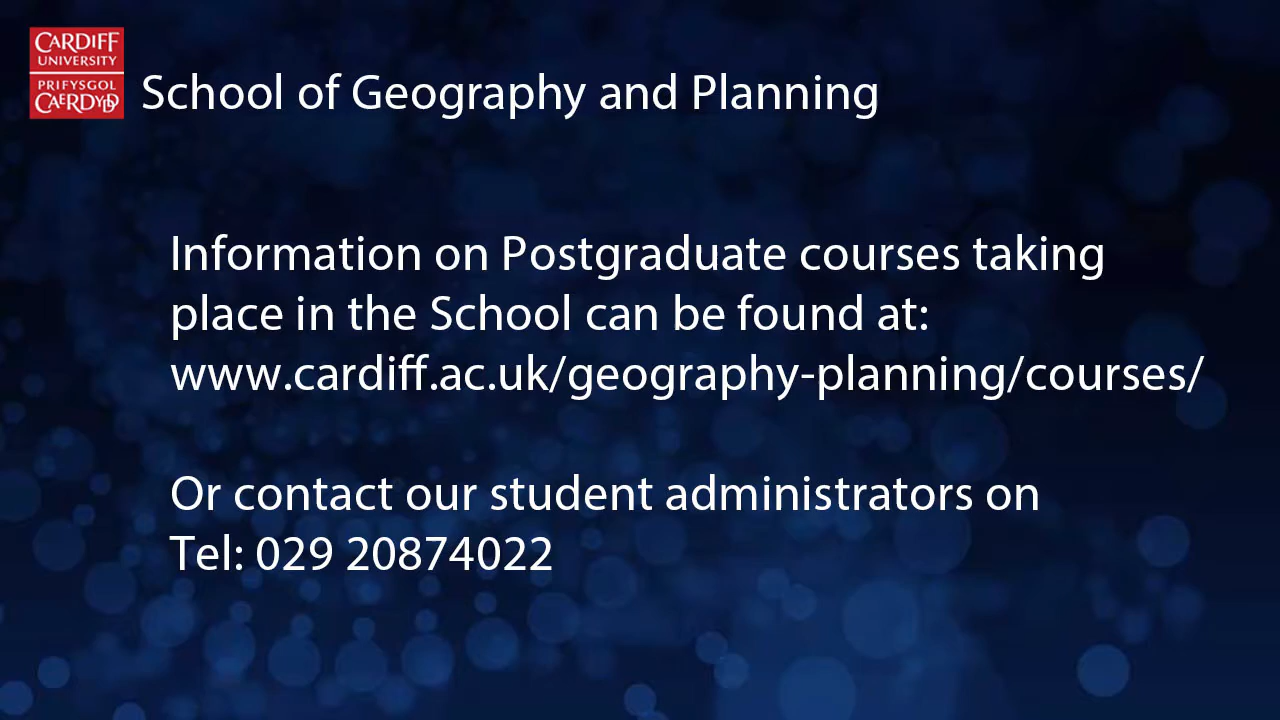 CARDIFF
UNIVERSITY
PRIFYSGOL
CAERDYDD
School of Geography and Planning
Information on Postgraduate courses taking
place in the School can be found at:
www.cardiff.ac.uk/geography-planning/courses/
Or contact our student administrators on
Tel: 029 20874022